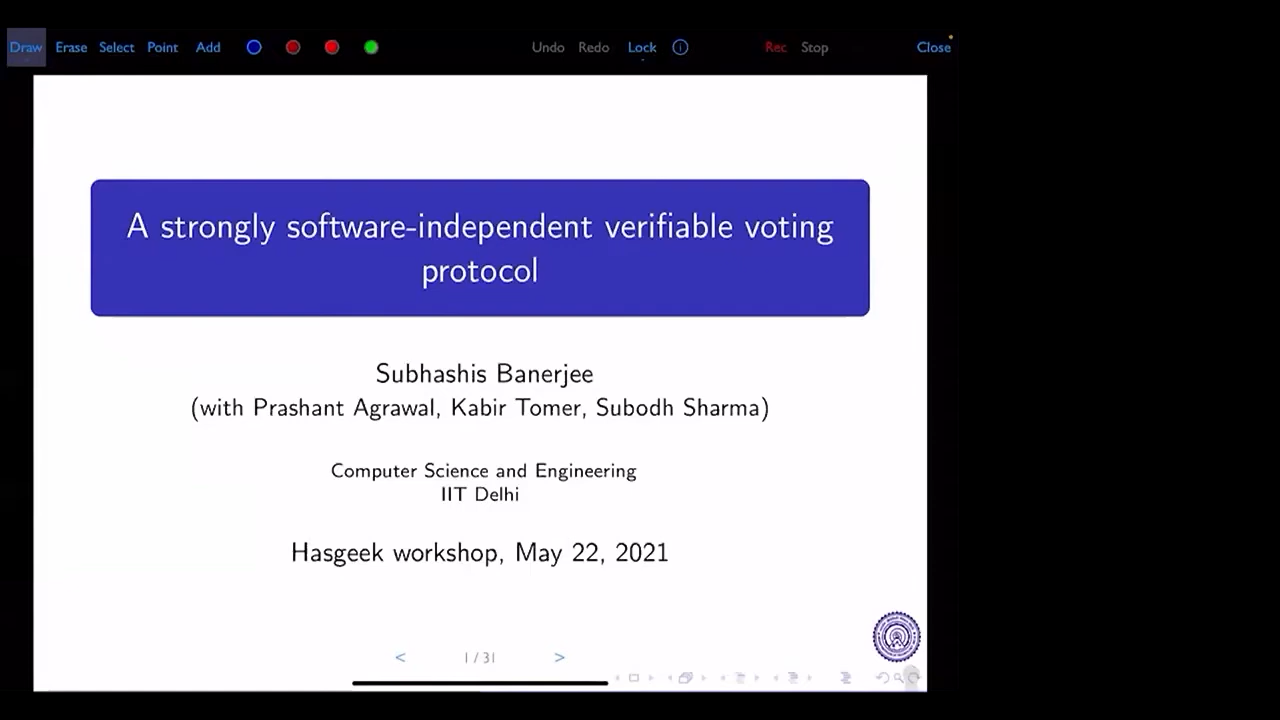 Draw Erase Select Point Add Undo Redo Lock Rec Stop Close
A strongly software-independent verifiable voting
protocol
Subhashis Banerjee
(with Prashant Agrawal, Kabir Tomer, Subodh Sharma)
Computer Science and Engineering
IIT Delhi
Hasgeek workshop, May 22, 2021
< 1 / 31 >